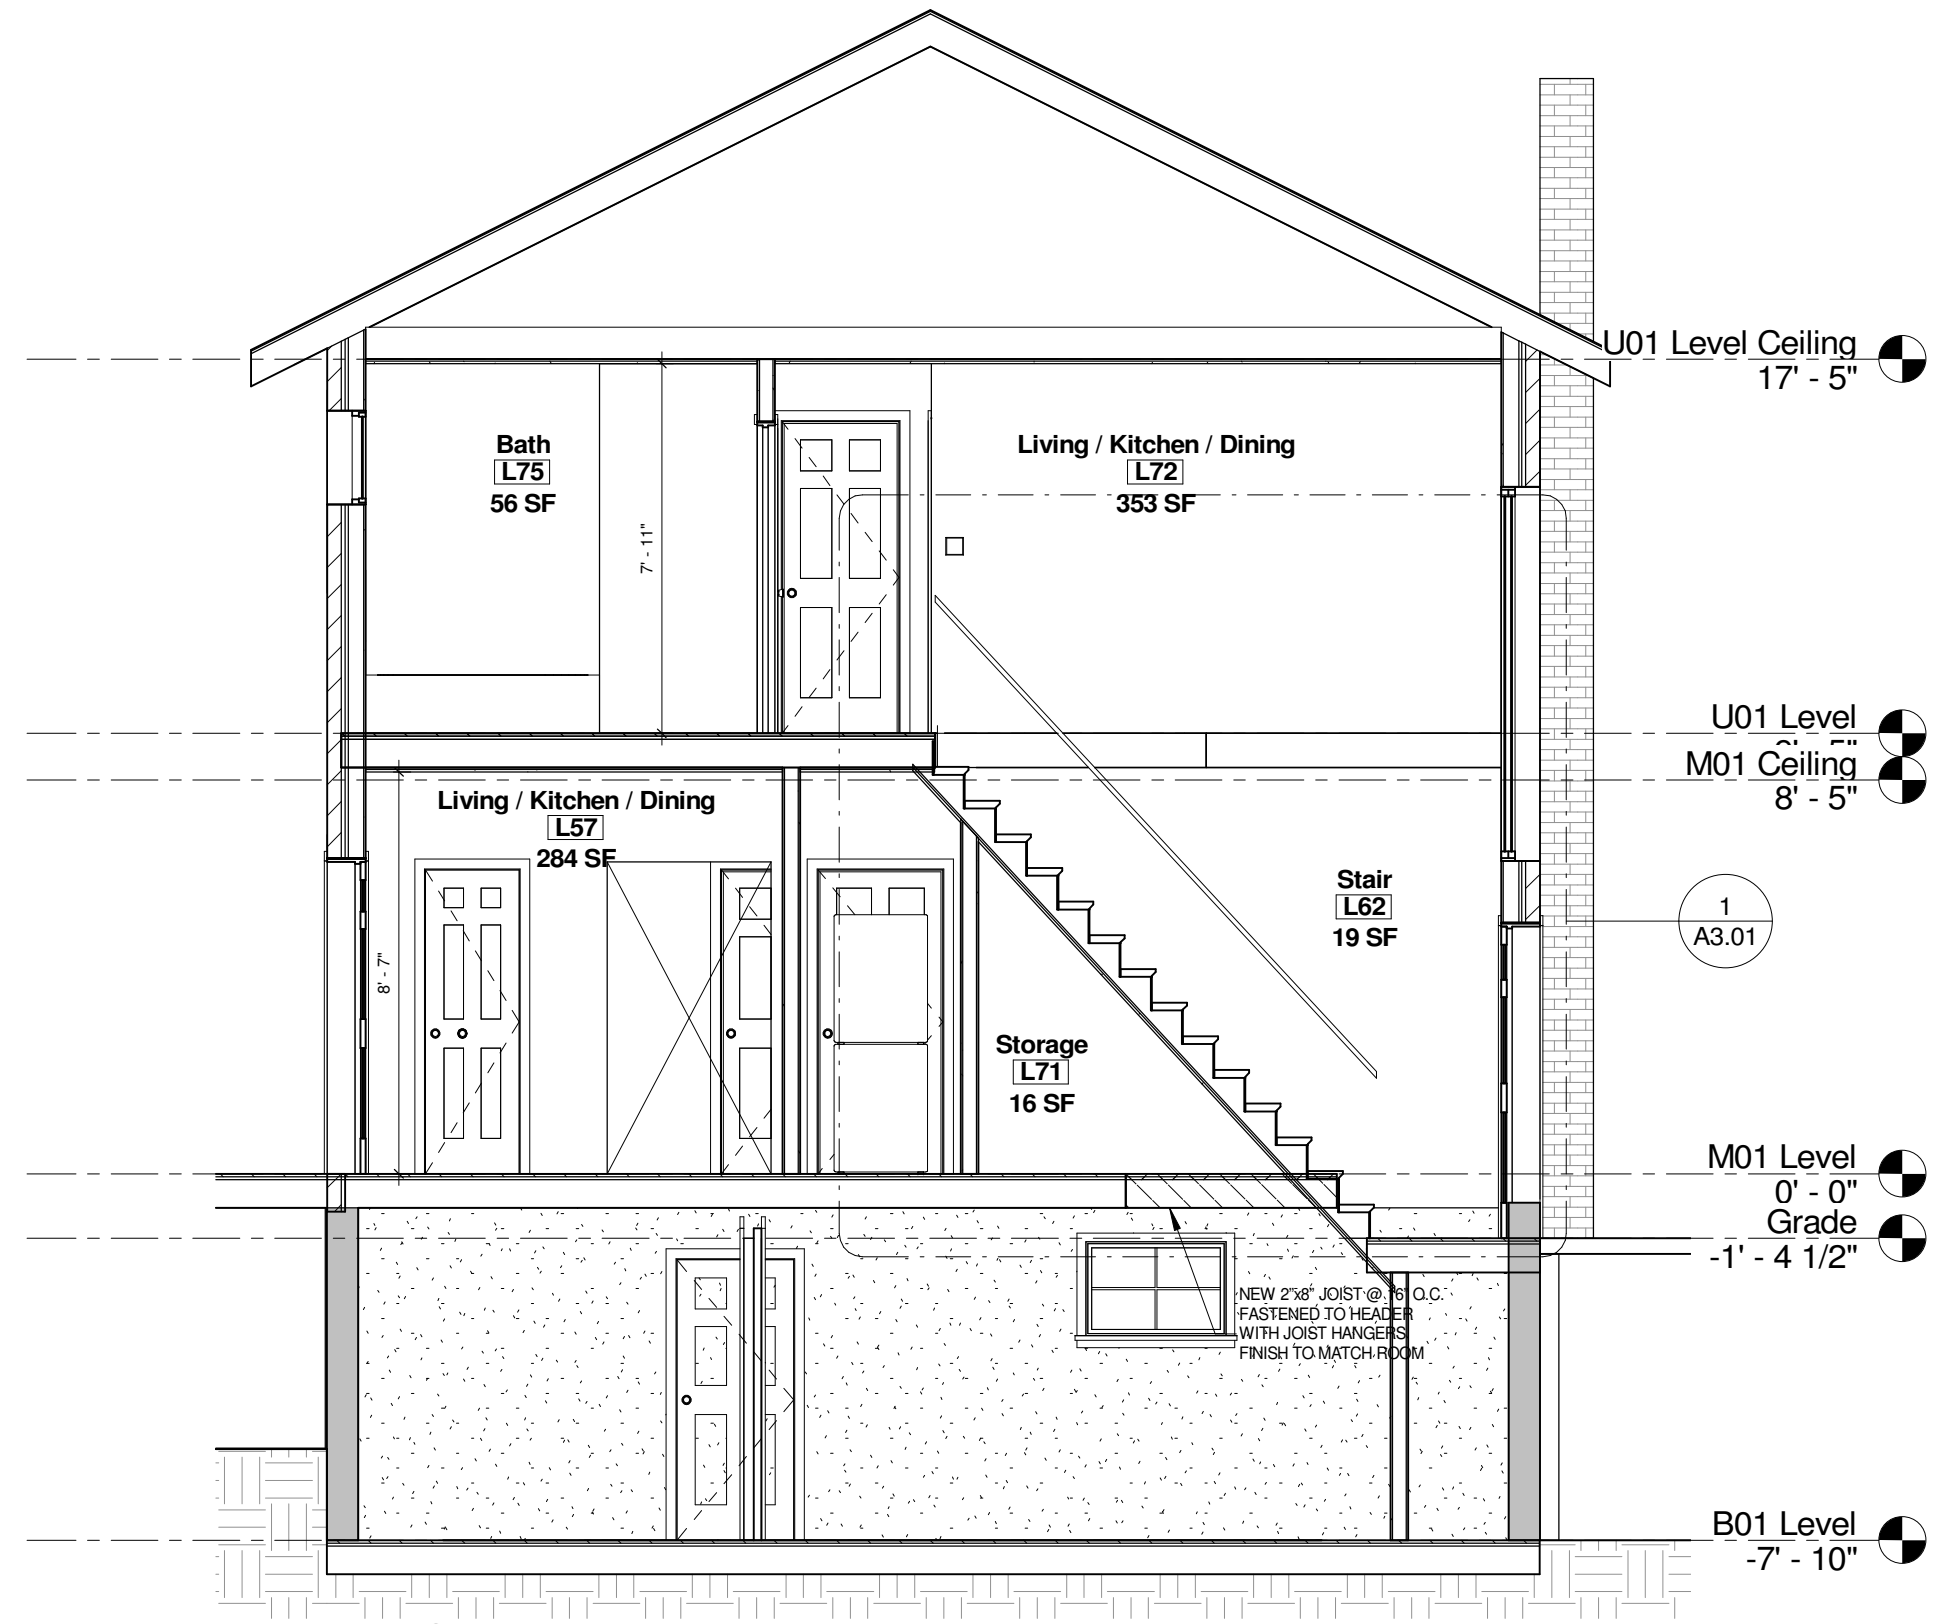 U01 Level Ceiling
17' - 5"
Bath
L75
56 SF
Living / Kitchen / Dining
L72
353 SF
7' - 11"
U01 Level
M01 Ceiling
8' - 5"
Living / Kitchen / Dining
L57
284 SF
8' - 7"
Stair
L62
19 SF
1
A3.01
Storage
L71
16 SF
M01 Level
0' - 0"
Grade
-1' - 4 1/2"
NEW 2"x8" JOIST @ 16" O.C.
FASTENED TO HEADER
WITH JOIST HANGERS
FINISH TO MATCH ROOM
B01 Level
-7' - 10"